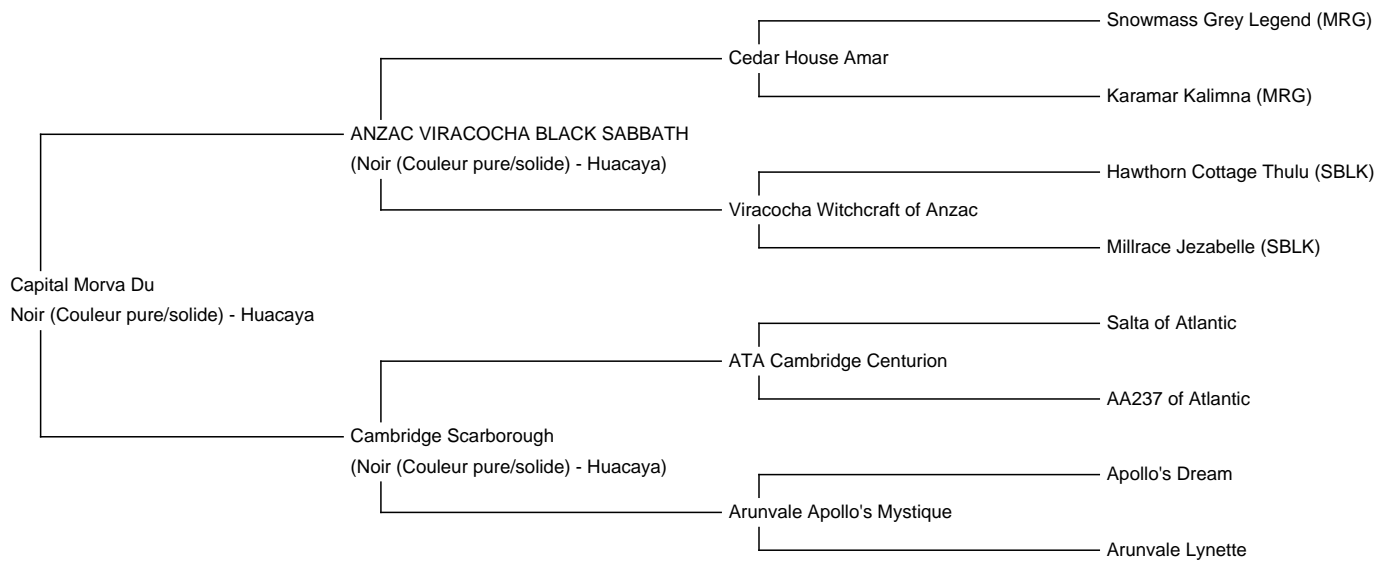 Snowmass Grey Legend (MRG)
Cedar House Amar
Karamar Kalimna (MRG)
ANZAC VIRACOCHA BLACK SABBATH
(Noir (Couleur pure/solide) - Huacaya)
Hawthorn Cottage Thulu (SBLK)
Viracocha Witchcraft of Anzac
Millrace Jezabelle (SBLK)
Capital Morva Du
Noir (Couleur pure/solide) - Huacaya
Salta of Atlantic
ATA Cambridge Centurion
AA237 of Atlantic
Cambridge Scarborough
(Noir (Couleur pure/solide) - Huacaya)
Apollo's Dream
Arunvale Apollo's Mystique
Arunvale Lynette